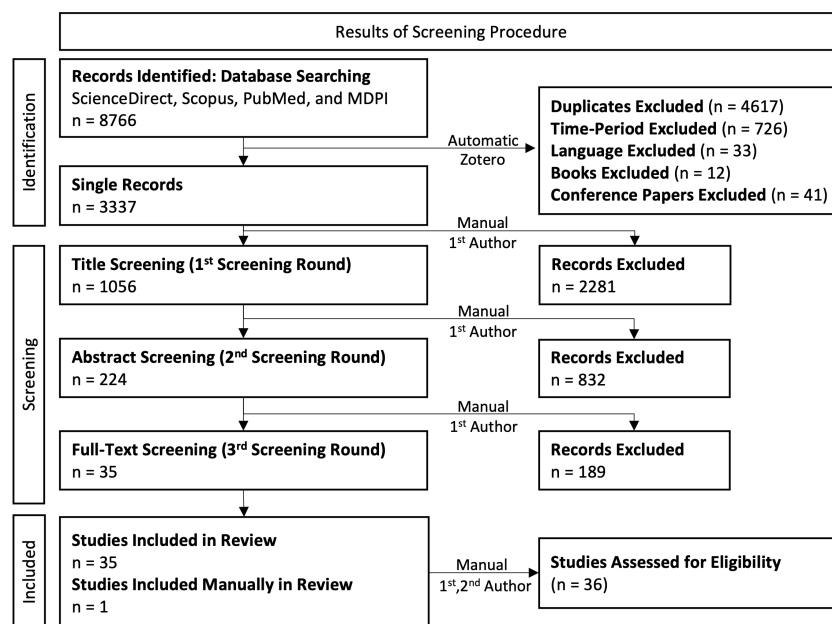 Results of Screening Procedure
Identification
Records Identified: Database Searching
ScienceDirect, Scopus, PubMed, and MDPI
n = 8766
Automatic
Zotero
Duplicates Excluded (n = 4617)
Time-Period Excluded (n = 726)
Language Excluded (n = 33)
Books Excluded (n = 12)
Conference Papers Excluded (n = 41)
Single Records
n = 3337
Manual
1st Author
Screening
Title Screening (1st Screening Round)
n = 1056
Records Excluded
n = 2281
Manual
1st Author
Abstract Screening (2nd Screening Round)
n = 224
Records Excluded
n = 832
Manual
1st Author
Full-Text Screening (3rd Screening Round)
n = 35
Records Excluded
n = 189
Included
Studies Included in Review
n = 35
Studies Included Manually in Review
n = 1
Manual
1st,2nd Author
Studies Assessed for Eligibility
(n = 36)